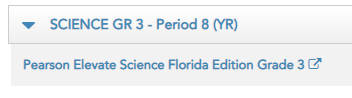 SCIENCE GR 3 - Period 8 (YR)
Pearson Elevate Science Florida Edition Grade 3